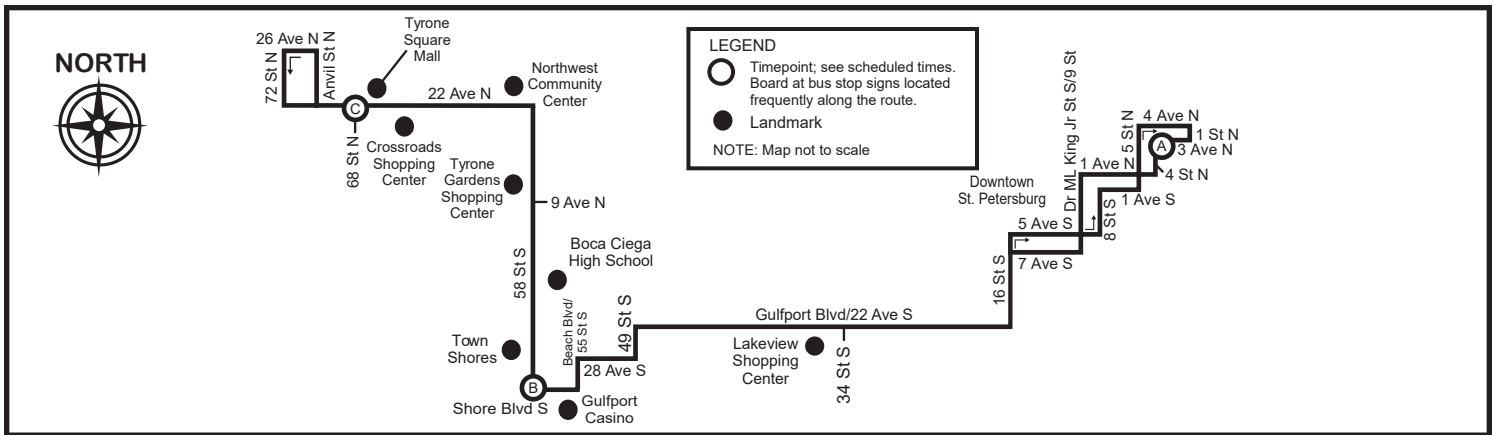 NORTH
26 Ave N
72 St N
Anvil St N
Tyrone
Square
Mall
C
68 St N
22 Ave N
Crossroads
Shopping
Center
Northwest
Community
Center
Tyrone
Gardens
Shopping
Center
9 Ave N
58 St S
Boca Ciega
High School
Town
Shores
Beach Blvd/
55 St S
B
Shore Blvd S
Gulfport
Casino
28 Ave S
49 St S
Gulfport Blvd/22 Ave S
Lakeview
Shopping
Center
34 St S
LEGEND
Timepoint; see scheduled times.
Board at bus stop signs located
frequently along the route.
Landmark
NOTE: Map not to scale
Downtown
St. Petersburg
16 St S
5 Ave S
7 Ave S
Dr ML King Jr St S/9 St
8 St S
1 Ave N
1 Ave S
5 St N
4 Ave N
1 St N
A
3 Ave N
4 St N